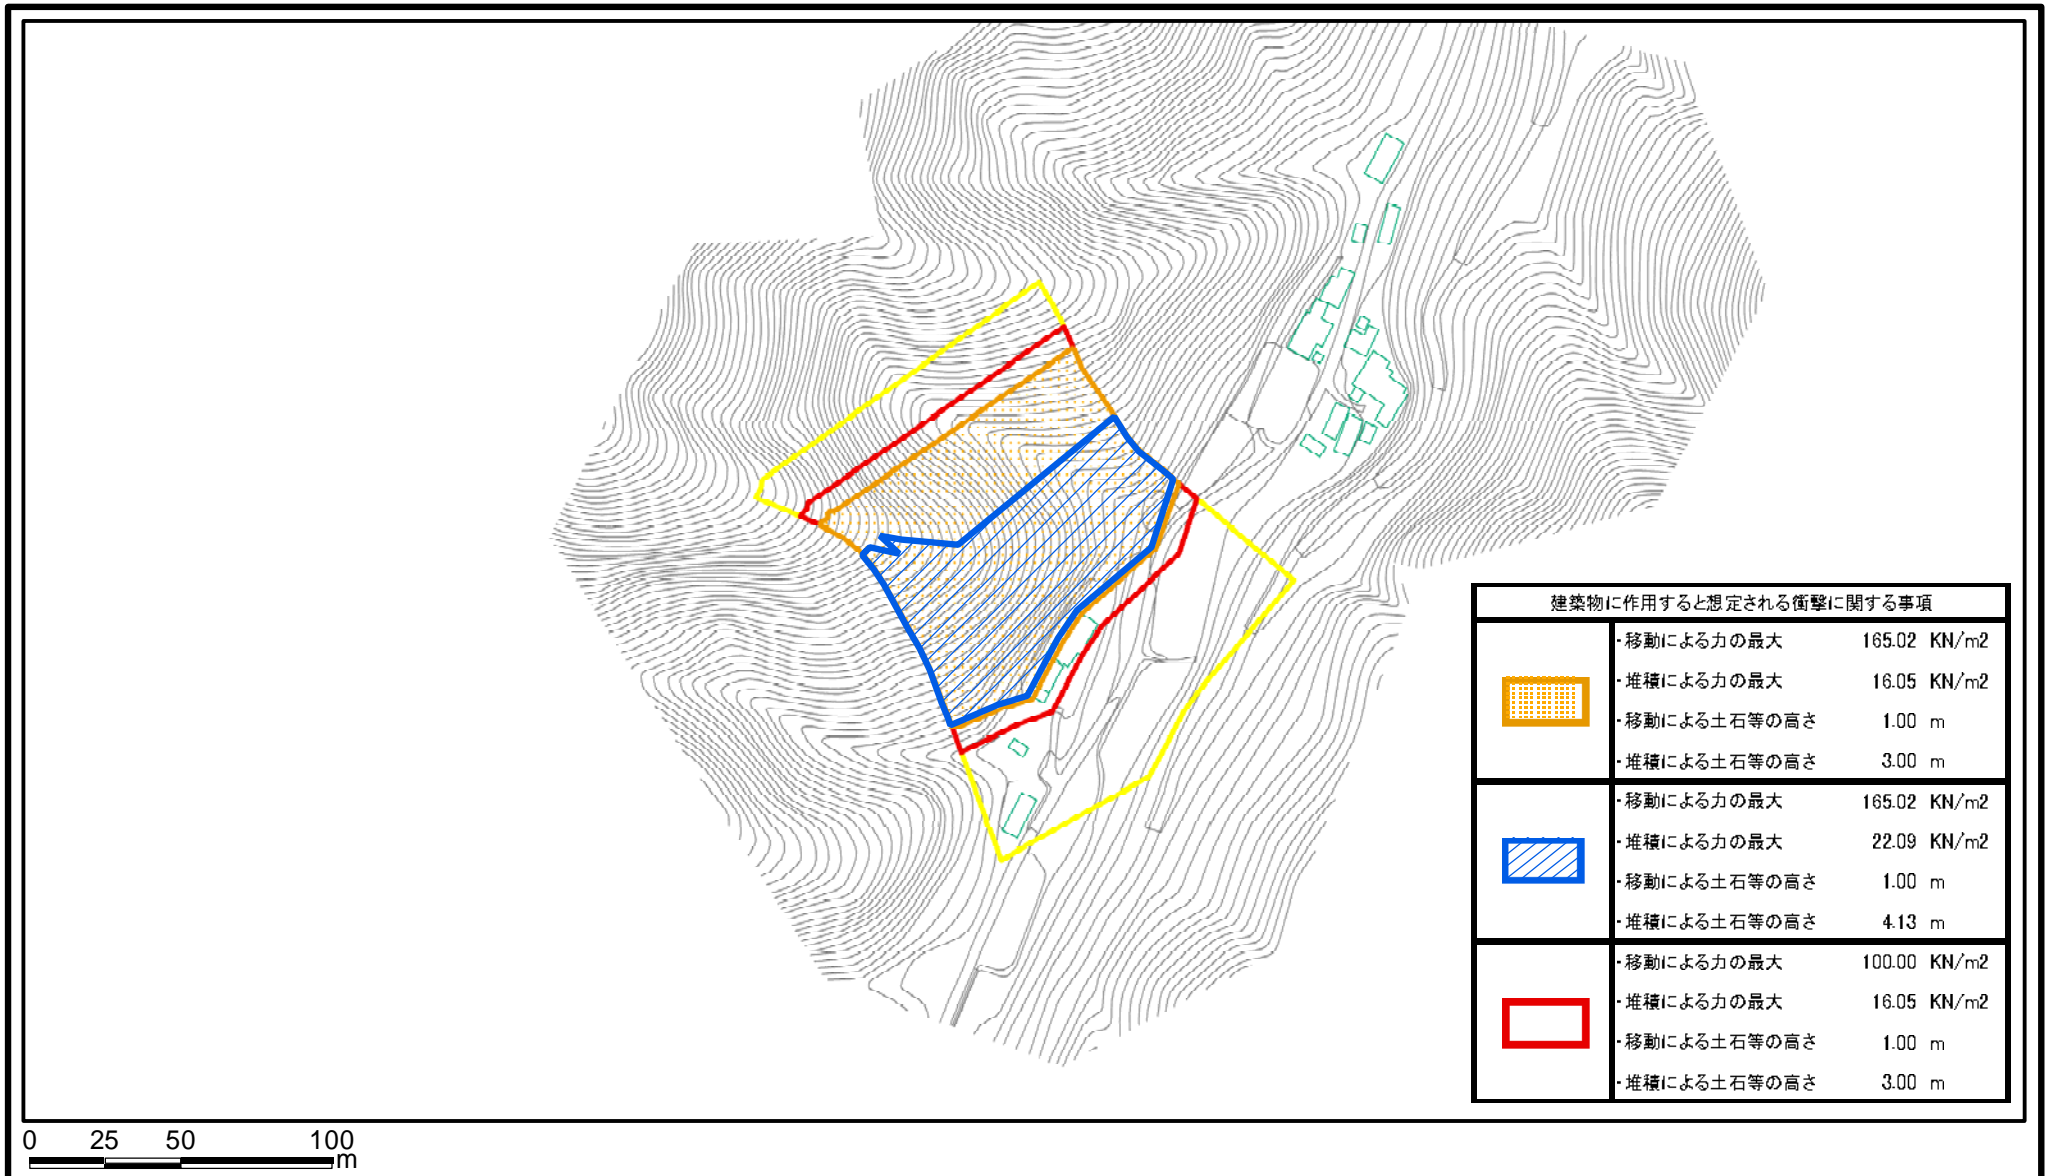 建築物に作用すると想定される衝撃に関する事項
・移動による力の最大 165.02 KN/m2
・堆積による力の最大 16.05 KN/m2
・移動による土石等の高さ 1.00 m
・堆積による土石等の高さ 3.00 m
・移動による力の最大 165.02 KN/m2
・堆積による力の最大 22.09 KN/m2
・移動による土石等の高さ 1.00 m
・堆積による土石等の高さ 4.13 m
・移動による力の最大 100.00 KN/m2
・堆積による力の最大 16.05 KN/m2
・移動による土石等の高さ 1.00 m
・堆積による土石等の高さ 3.00 m
0 25 50 100
m